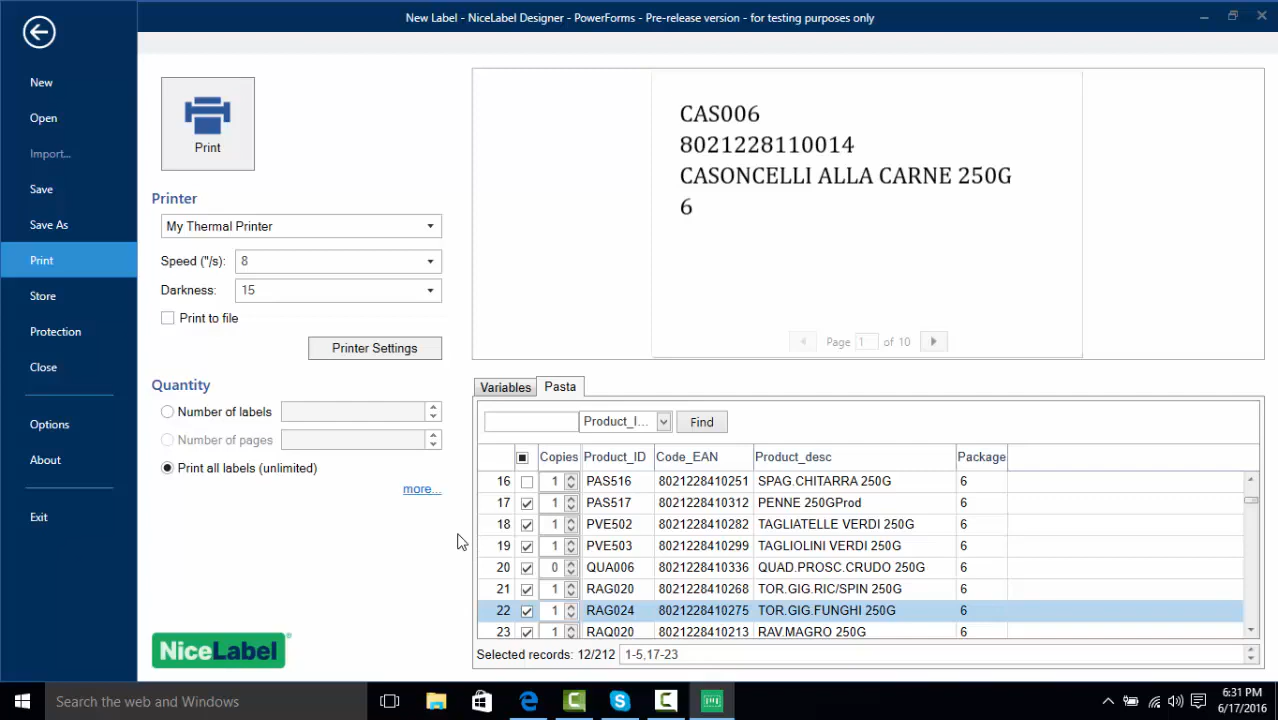 New Label - NiceLabel Designer - PowerForms - Pre-release version - for testing purposes only
New
Open
Import...
Save
Save As
Print
Store
Protection
Close
Options
About
Exit
Print
Printer
My Thermal Printer
Speed ("/s): 8
Darkness: 15
Print to file
Printer Settings
Quantity
Number of labels
Number of pages
Print all labels (unlimited)
more...
NiceLabel
CAS006
8021228110014
CASONCELLI ALLA CARNE 250G
6
Page 1 of 10
Variables Pasta
Product_I... Find
Copies Product_ID Code_EAN Product_desc Package
16 1 PAS516 8021228410251 SPAG.CHITARRA 250G 6
17 1 PAS517 8021228410312 PENNE 250GProd 6
18 1 PVE502 8021228410282 TAGLIATELLE VERDI 250G 6
19 1 PVE503 8021228410299 TAGLIOLINI VERDI 250G 6
20 0 QUA006 8021228410336 QUAD.PROSC.CRUDO 250G 6
21 1 RAG020 8021228410268 TOR.GIG.RIC/SPIN 250G 6
22 1 RAG024 8021228410275 TOR.GIG.FUNGHI 250G 6
23 1 RAQ020 8021228410213 RAV.MAGRO 250G 6
Selected records: 12/212 1-5,17-23
Search the web and Windows
6:31 PM
6/17/2016